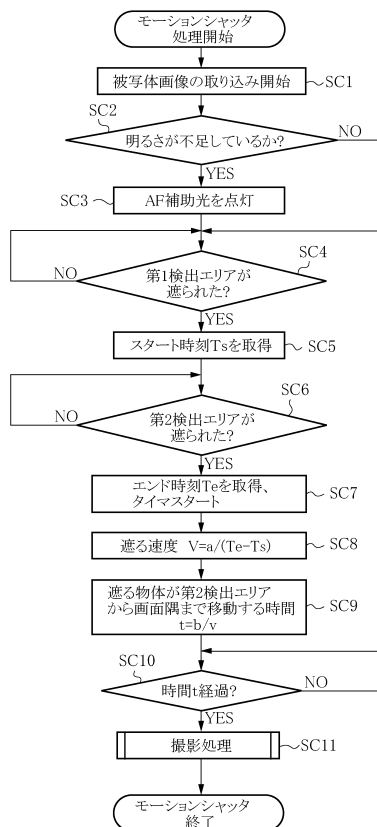 モーションシャッタ
処理開始
被写体画像の取り込み開始
SC1
SC2
明るさが不足しているか?
NO
YES
SC3
AF補助光を点灯
SC4
第1検出エリアが
遮られた?
NO
YES
スタート時刻Tsを取得
SC5
SC6
第2検出エリアが
遮られた?
NO
YES
エンド時刻Teを取得、
タイマスタート
SC7
遮る速度 V=a/(Te-Ts)
SC8
遮る物体が第2検出エリア
から画面隅まで移動する時間
t=b/v
SC9
SC10
時間t経過?
NO
YES
撮影処理
SC11
モーションシャッタ
終了